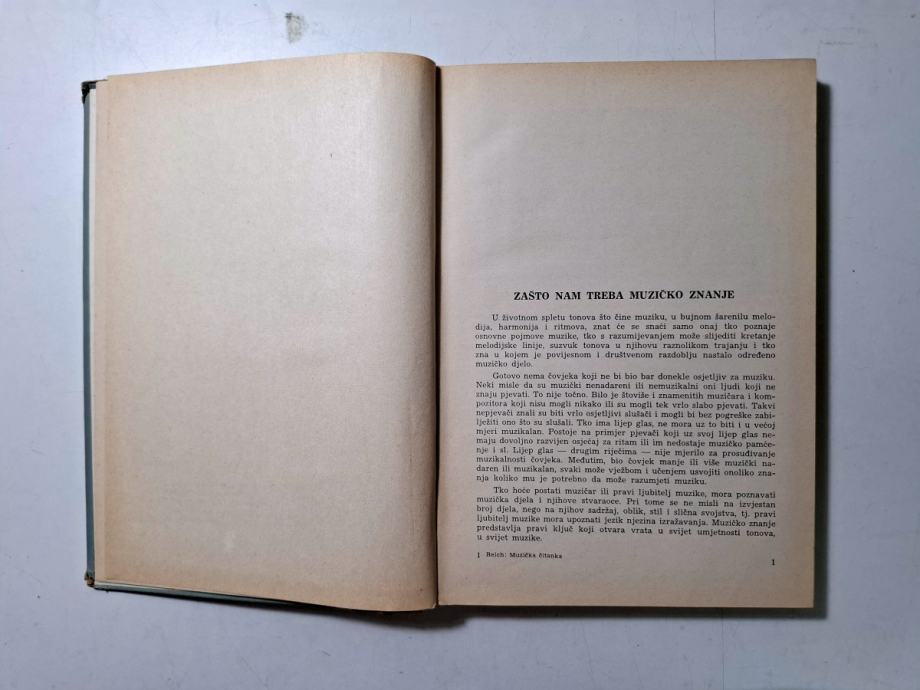 ZAŠTO NAM TREBA MUZIČKO ZNANJE
U životnom spletu tonova što čine muziku, u bujnom šarenilu melo-
dija, harmonija i ritmova, znat će se snaći samo onaj tko poznaje
osnovne pojmove muzike, tko s razumijevanjem može slijediti kretanje
melodijske linije, suzvuk tonova u njihovu raznolikom trajanju i tko
zna u kojem je povijesnom i društvenom razdoblju nastalo određeno
muzičko djelo.
Gotovo nema čovjeka koji ne bi bio bar donekle osjetljiv za muziku.
Neki misle da su muzički nenadareni ili nemuzikalni oni ljudi koji ne
znaju pjevati. To nije točno. Bilo je štoviše i znamenitih muzičara i kom-
pozitora koji nisu mogli nikako ili su mogli tek vrlo slabo pjevati. Takvi
nepjevači znali su biti vrlo osjetljivi slušači i mogli bi bez pogreške zabi-
lježiti ono što su slušali. Tko ima lijep glas, ne mora uz to biti i u većoj
mjeri muzikalan. Postoje na primjer pjevači koji uz svoj lijep glas ne-
maju dovoljno razvijen osjećaj za ritam ili im nedostaje muzičko pamće-
nje i sl. Lijep glas — drugim riječima — nije mjerilo za prosuđivanje
muzikalnosti čovjeka. Međutim, bio čovjek manje ili više muzički na-
daren ili muzikalan, svaki može vježbom i učenjem usvojiti onoliko zna-
nja koliko mu je potrebno da može razumjeti muziku.
Tko hoće postati muzičar ili pravi ljubitelj muzike, mora poznavati
muzička djela i njihove stvaraoce. Pri tome se ne misli na izvjestan
broj djela, nego na njihov sadržaj, oblik, stil i slična svojstva, tj. pravi
ljubitelj muzike mora upoznati jezik njezina izražavanja. Muzičko znanje
predstavlja pravi ključ koji otvara vrata u svijet umjetnosti tonova,
u svijet muzike.
1 Reich: Muzička čitanka
1